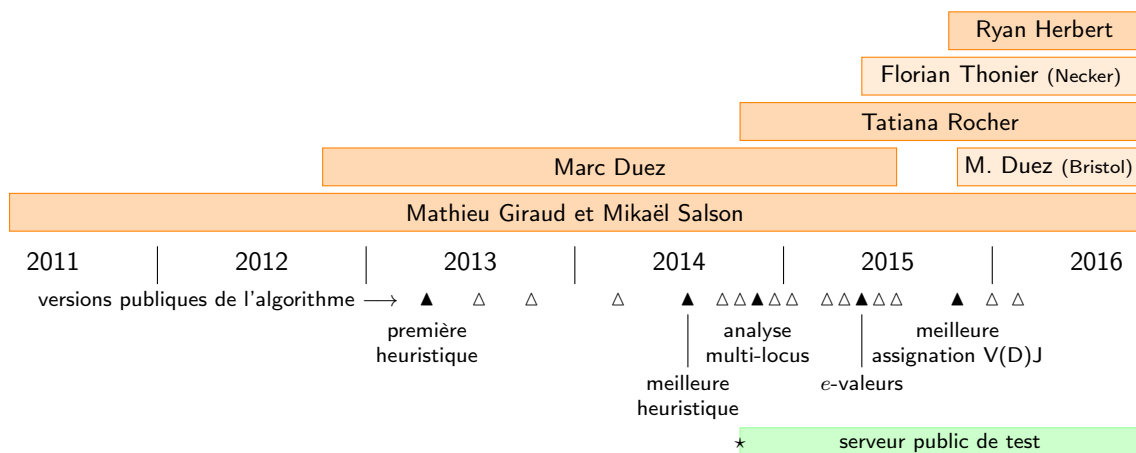 Ryan Herbert
Florian Thonier (Necker)
Tatiana Rocher
Marc Duez
M. Duez (Bristol)
Mathieu Giraud et Mikaël Salson
2011 2012 2013 2014 2015 2016
versions publiques de l'algorithme
première
heuristique
meilleure
heuristique
analyse
multi-locus
e-valeurs
meilleure
assignation V(D)J
serveur public de test